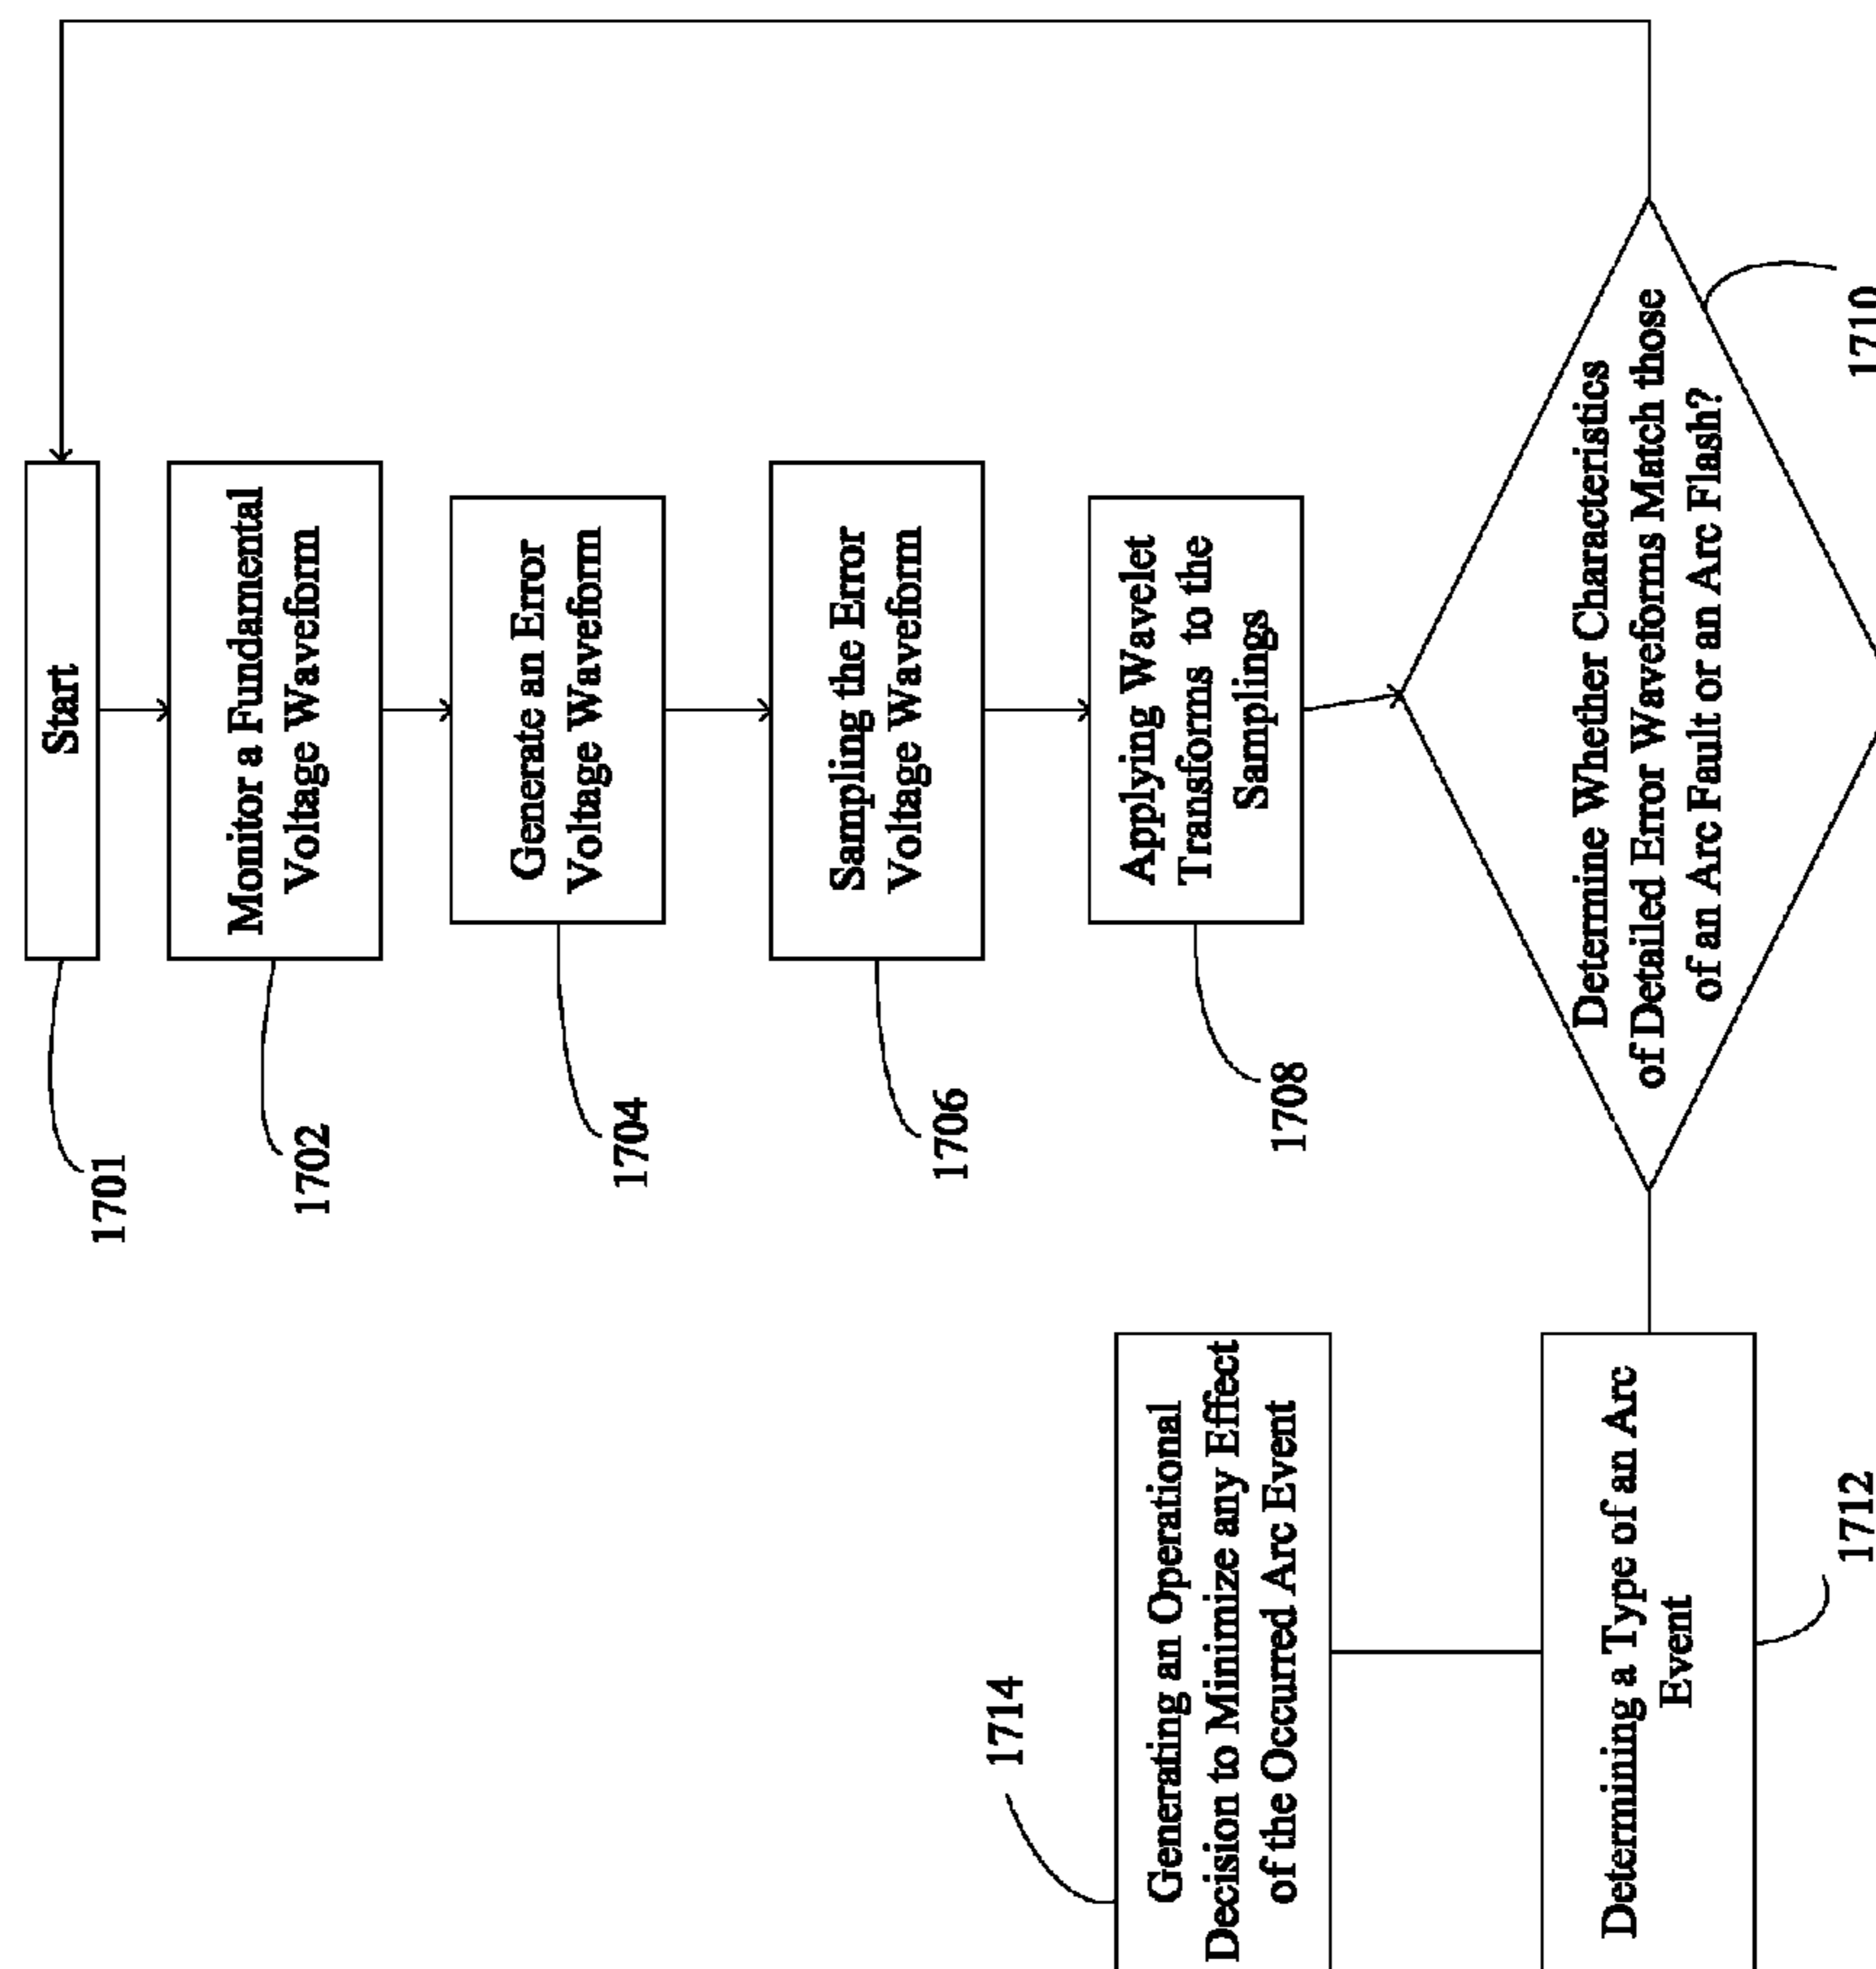 Start
1701
Monitor a Fundamental
Voltage Waveform
1702
Generate an Error
Voltage Waveform
1704
Sampling the Error
Voltage Waveform
1706
Applying Wavelet
Transforms to the
Samplings
1708
Determine Whether Characteristics
of Detailed Error Waveforms Match those
of an Arc Fault or an Arc Flash?
1710
Determining a Type of an Arc
Event
1712
Generating an Operational
Decision to Minimize any Effect
of the Occurred Arc Event
1714